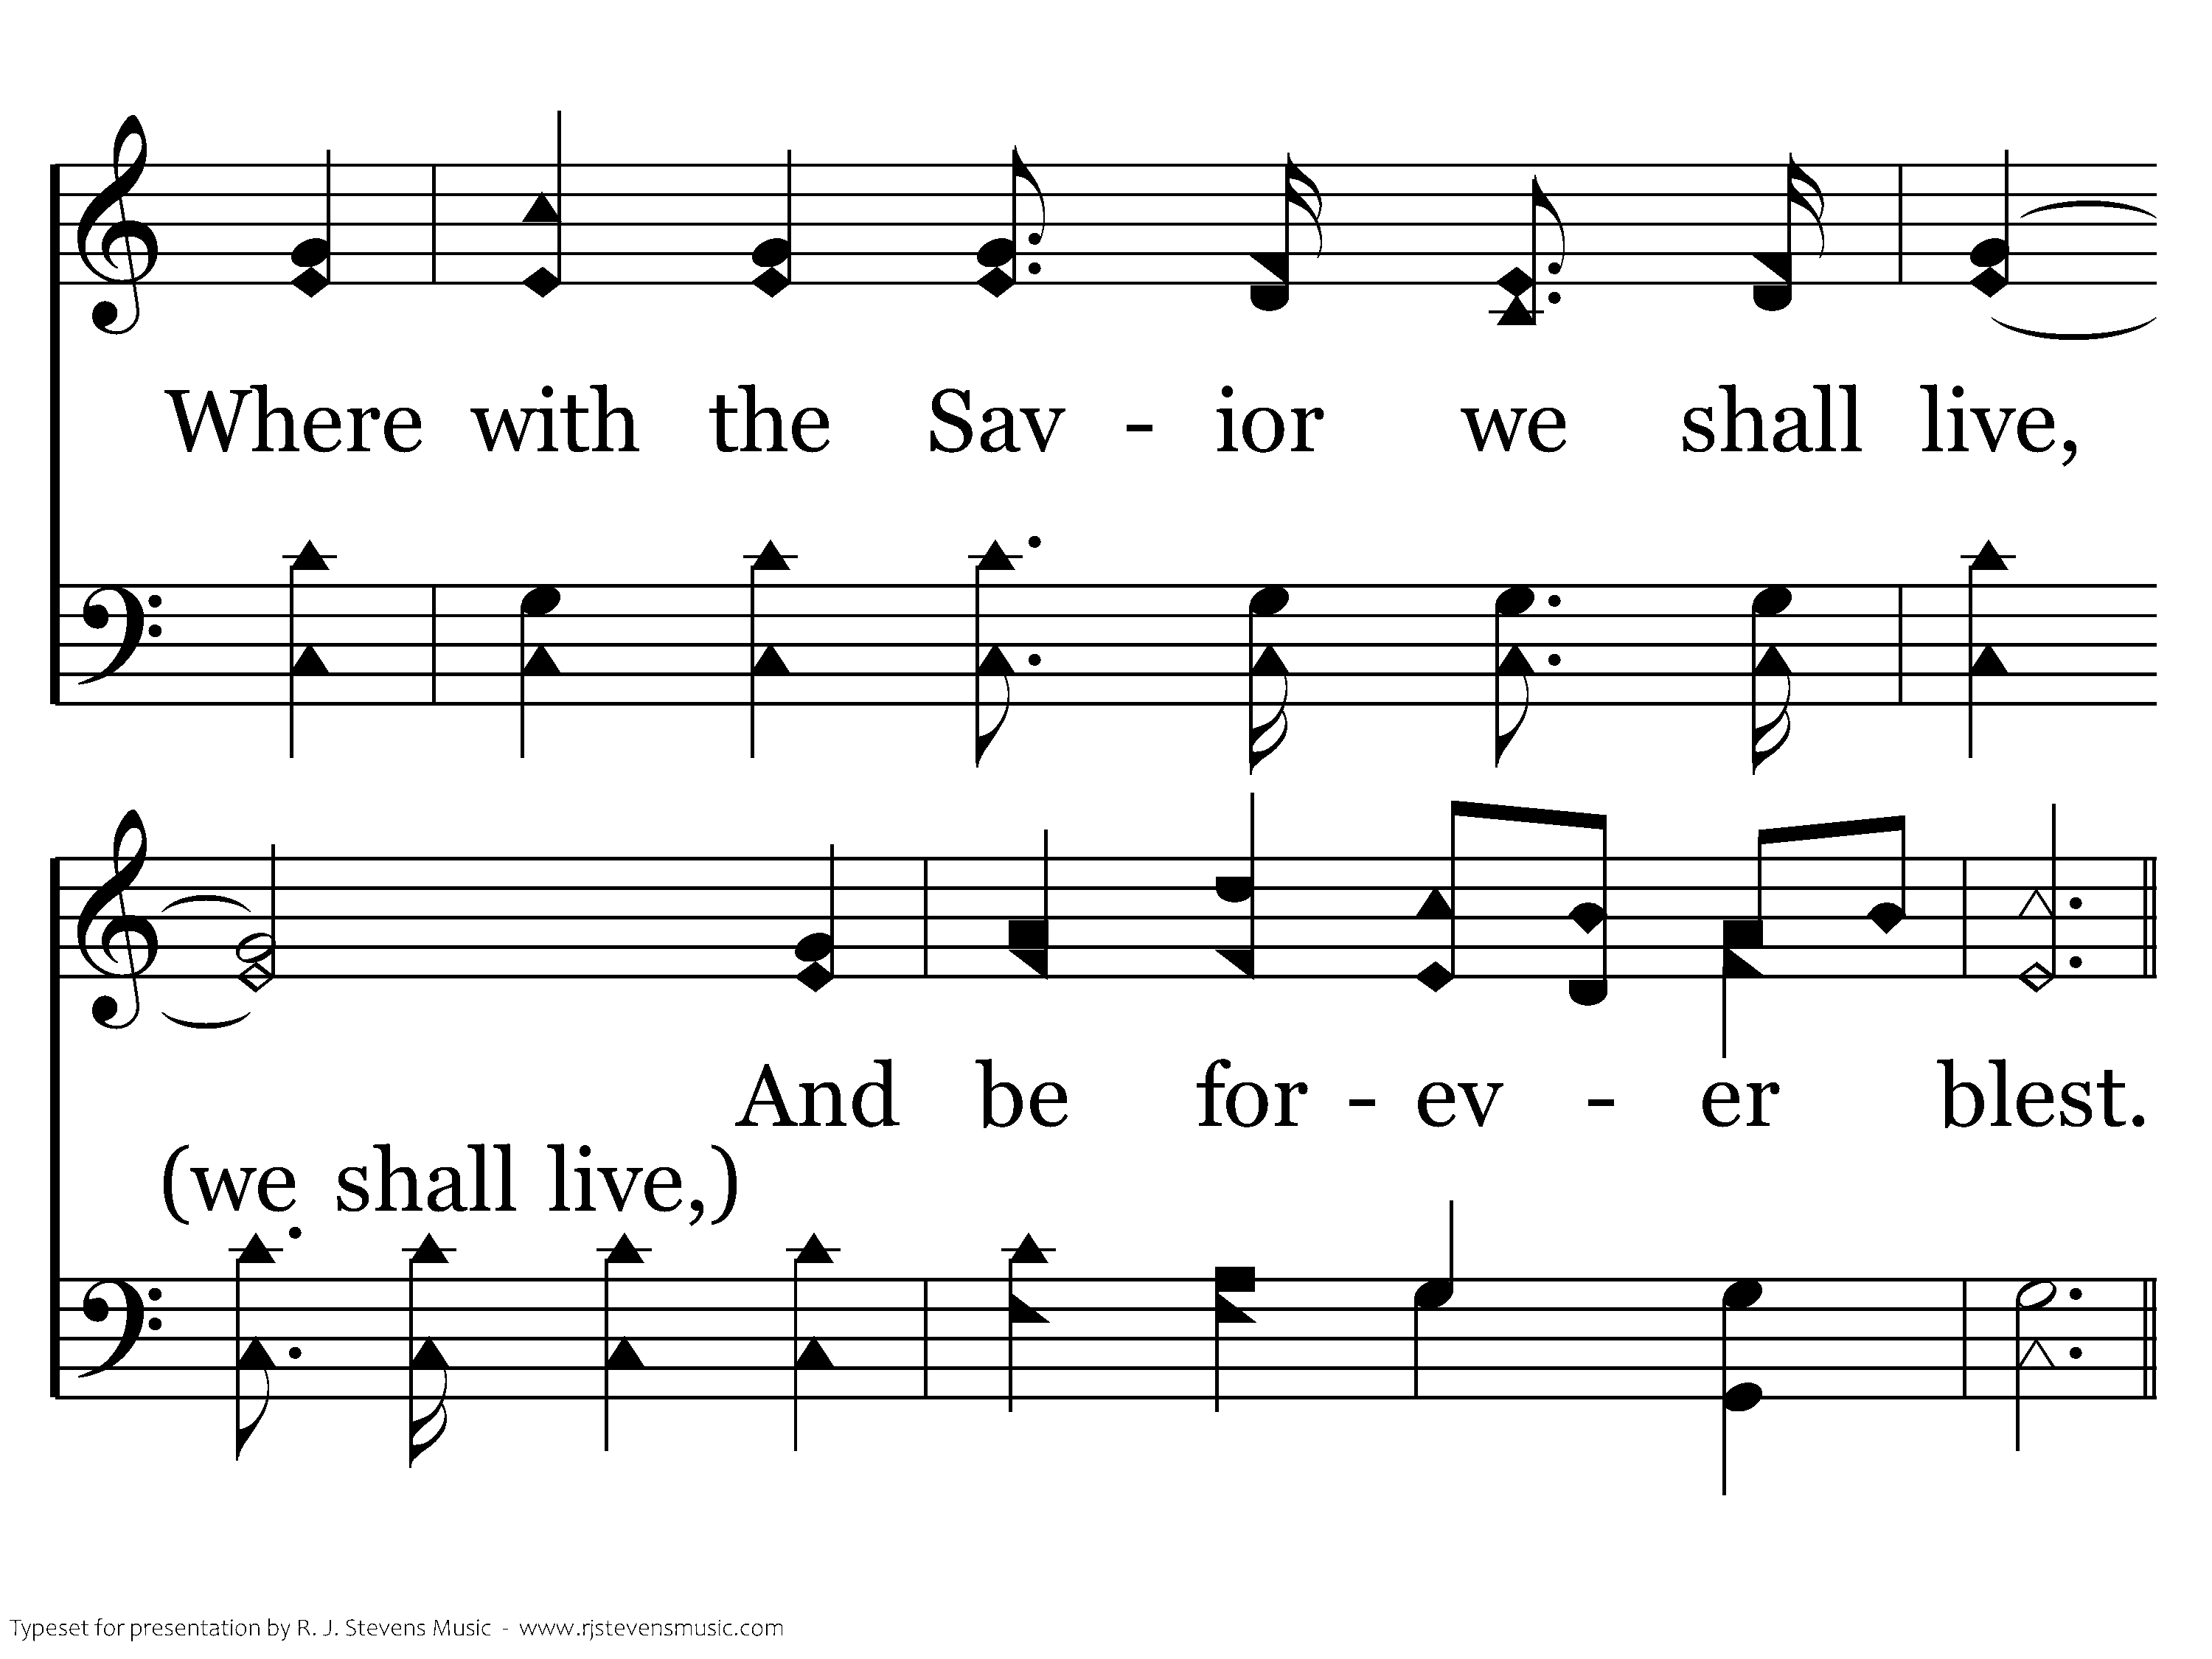 Where with the Sav - ior we shall live,
And be for - ev - er blest.
(we shall live,)
Typeset for presentation by R. J. Stevens Music - www.rjstevensmusic.com